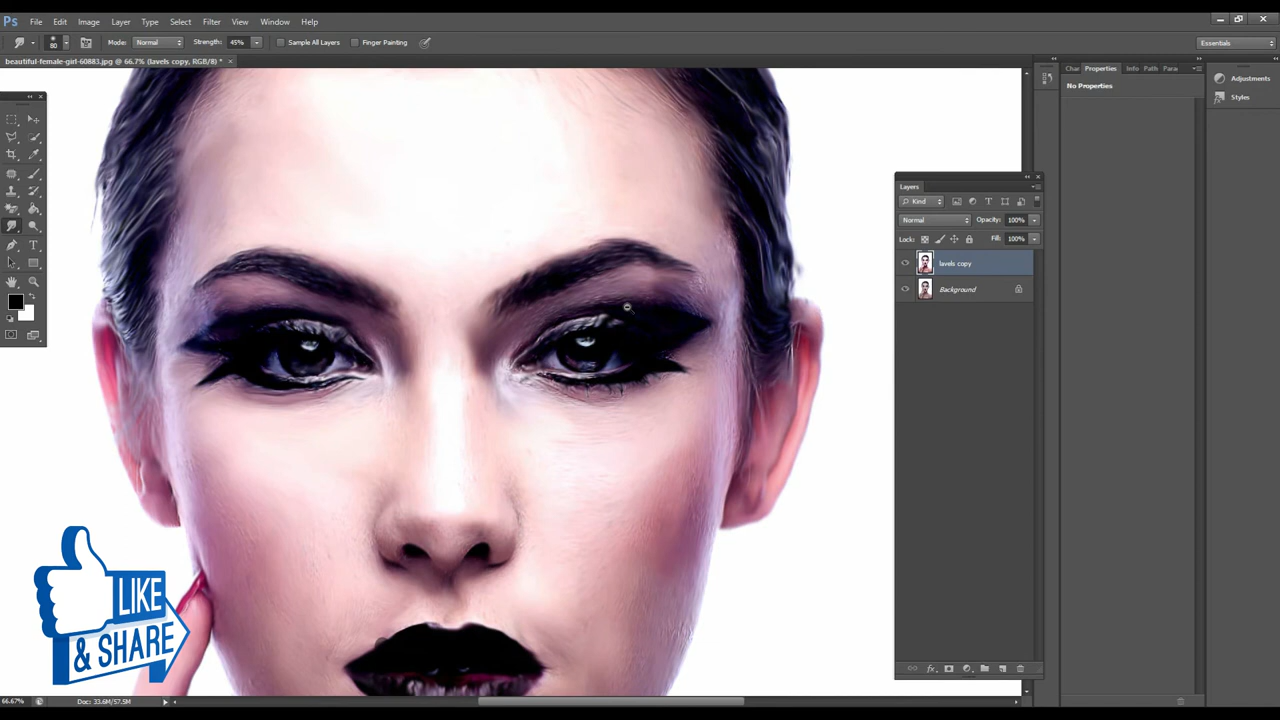 Ps File Edit Image Layer Type Select Filter View Window Help
80 Mode: Normal Strength: 45% Sample All Layers Finger Painting Essentials
beautiful-female-girl-60883.jpg @ 66.7% (lavels copy, RGB/8) * ×
Char Properties Info Path Para
No Properties
Adjustments
Styles
Layers
Kind
Normal Opacity: 100%
Lock: Fill: 100%
lavels copy
Background
LIKE
& SHARE
66.67% Doc: 33.6M/57.5M